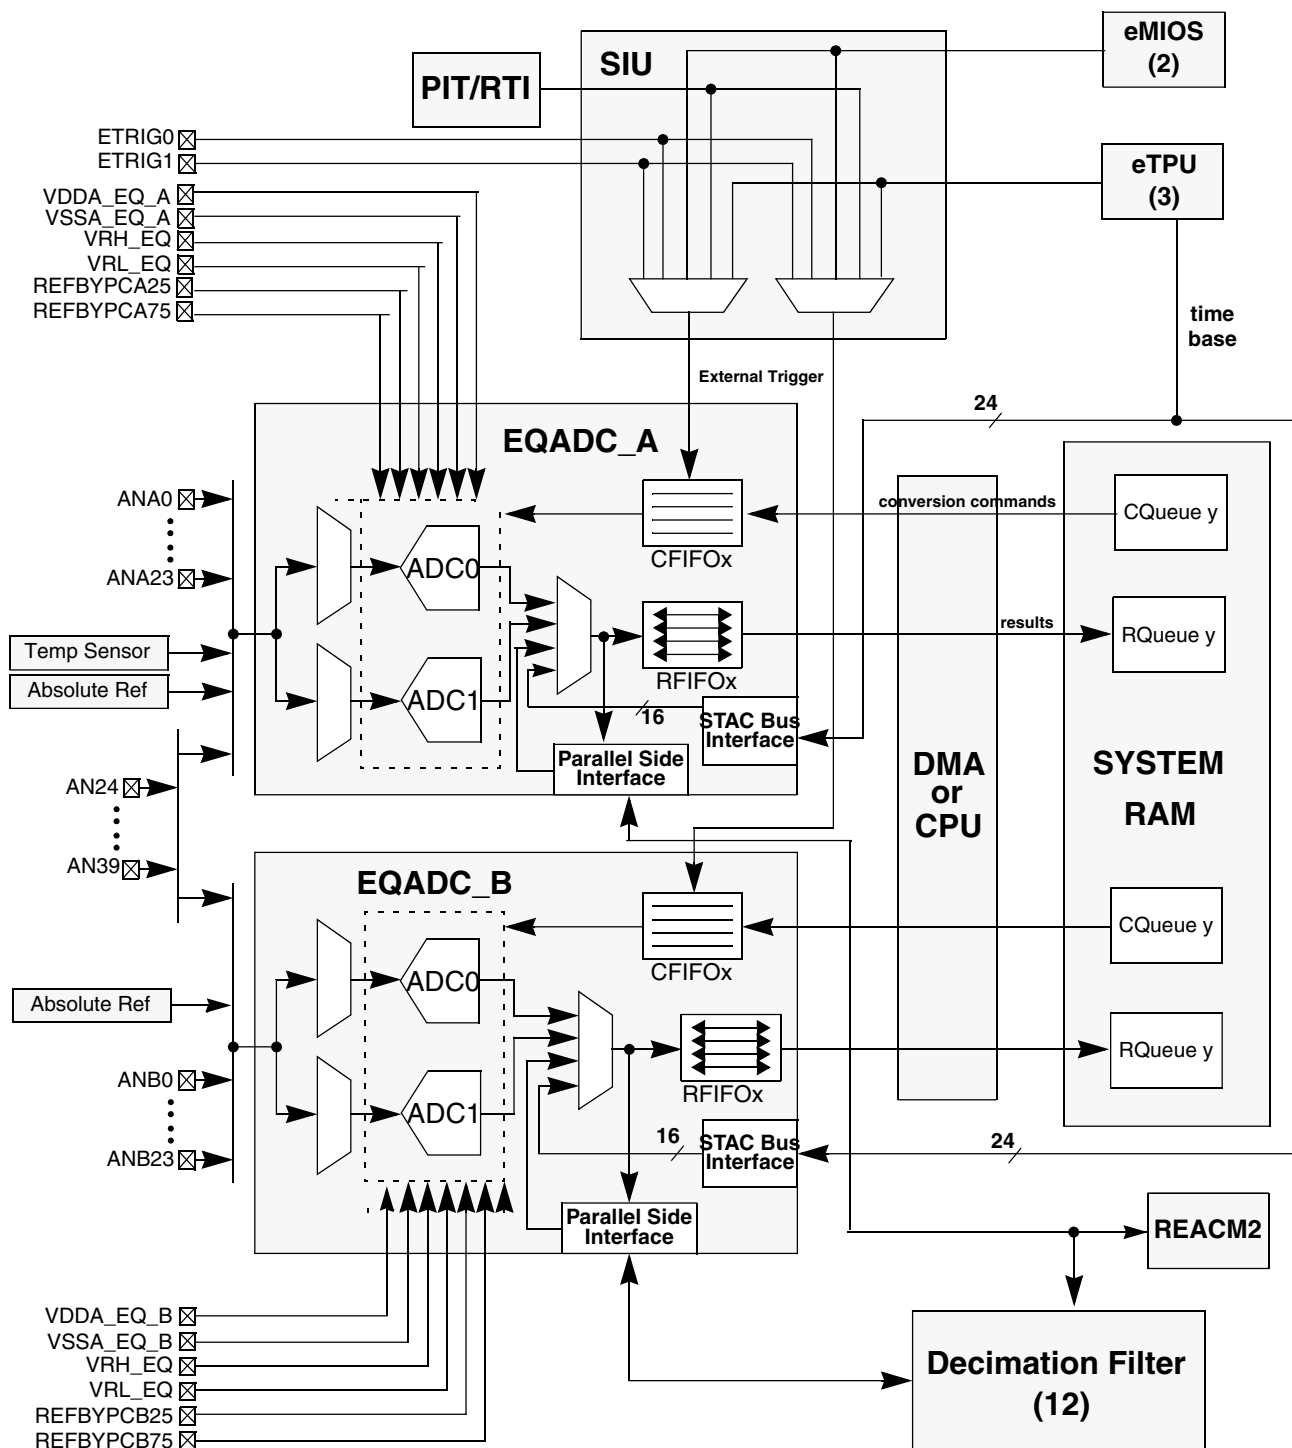 eMIOS
(2)
SIU
PIT/RTI
ETRIG0
ETRIG1
eTPU
(3)
VDDA_EQ_A
VSSA_EQ_A
VRH_EQ
VRL_EQ
REFBYPCA25
REFBYPCA75
time
base
External Trigger
24
EQADC_A
ANA0
ANA23
ADC0
CFIFOx
conversion commands
CQueue y
RQueue y
results
Temp Sensor
Absolute Ref
ADC1
RFIFOx
16
STAC Bus
Interface
Parallel Side
Interface
DMA
or
CPU
SYSTEM
RAM
AN24
AN39
EQADC_B
ADC0
CFIFOx
CQueue y
Absolute Ref
RQueue y
ANB0
ANB23
ADC1
RFIFOx
16
STAC Bus
Interface
24
Parallel Side
Interface
REACM2
VDDA_EQ_B
VSSA_EQ_B
VRH_EQ
VRL_EQ
REFBYPCB25
REFBYPCB75
Decimation Filter
(12)